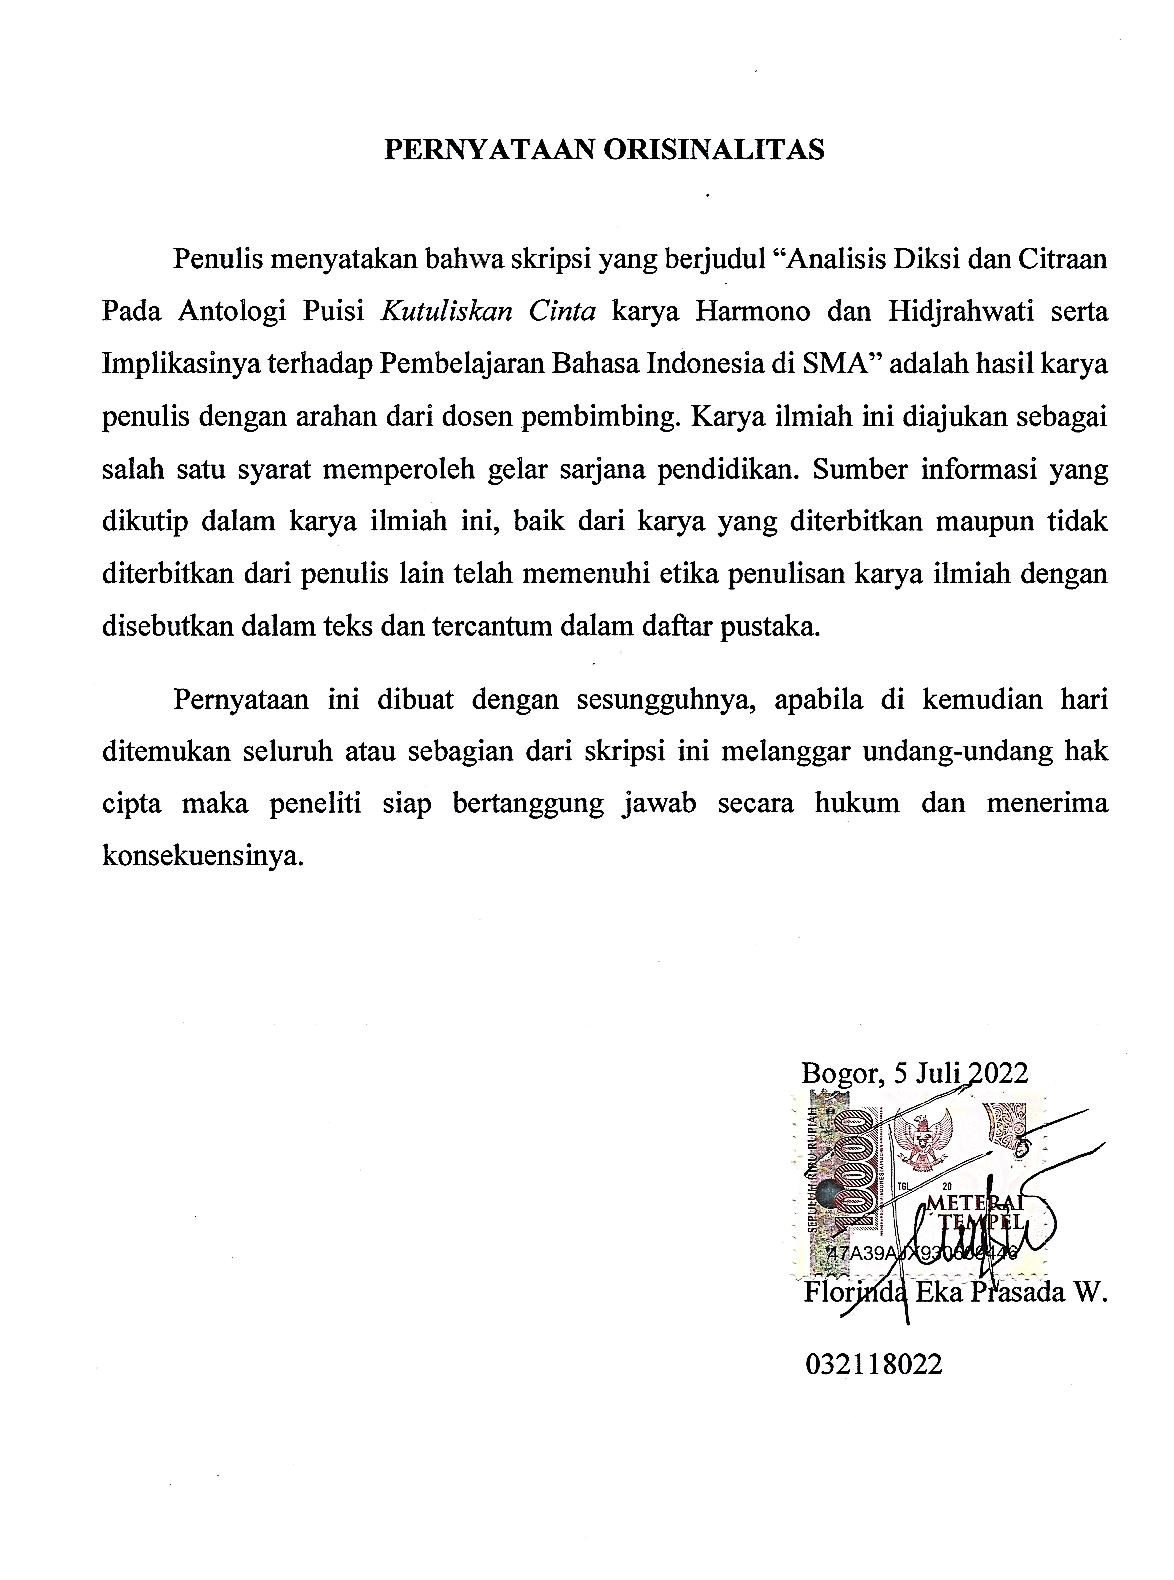 PERNYATAAN ORISINALITAS
Penulis menyatakan bahwa skripsi yang berjudul “Analisis Diksi dan Citraan
Pada Antologi Puisi Kutuliskan Cinta karya Harmono dan Hidjrahwati serta
Implikasinya terhadap Pembelajaran Bahasa Indonesia di SMA” adalah hasil karya
penulis dengan arahan dari dosen pembimbing. Karya ilmiah ini diajukan sebagai
salah satu syarat memperoleh gelar sarjana pendidikan. Sumber informasi yang
dikutip dalam karya ilmiah ini, baik dari karya yang diterbitkan maupun tidak
diterbitkan dari penulis lain telah memenuhi etika penulisan karya ilmiah dengan
disebutkan dalam teks dan tercantum dalam daftar pustaka.
Pernyataan ini dibuat dengan sesungguhnya, apabila di kemudian hari
ditemukan seluruh atau sebagian dari skripsi ini melanggar undang-undang hak
cipta maka peneliti siap bertanggung jawab secara hukum dan menerima
konsekuensinya.
Bogor, 5 Juli 2022
SEPULUH RIBU RUPIAH
10000
TGL. 20
METERAI
TEMPEL
Florinda Eka Prasada W.
032118022